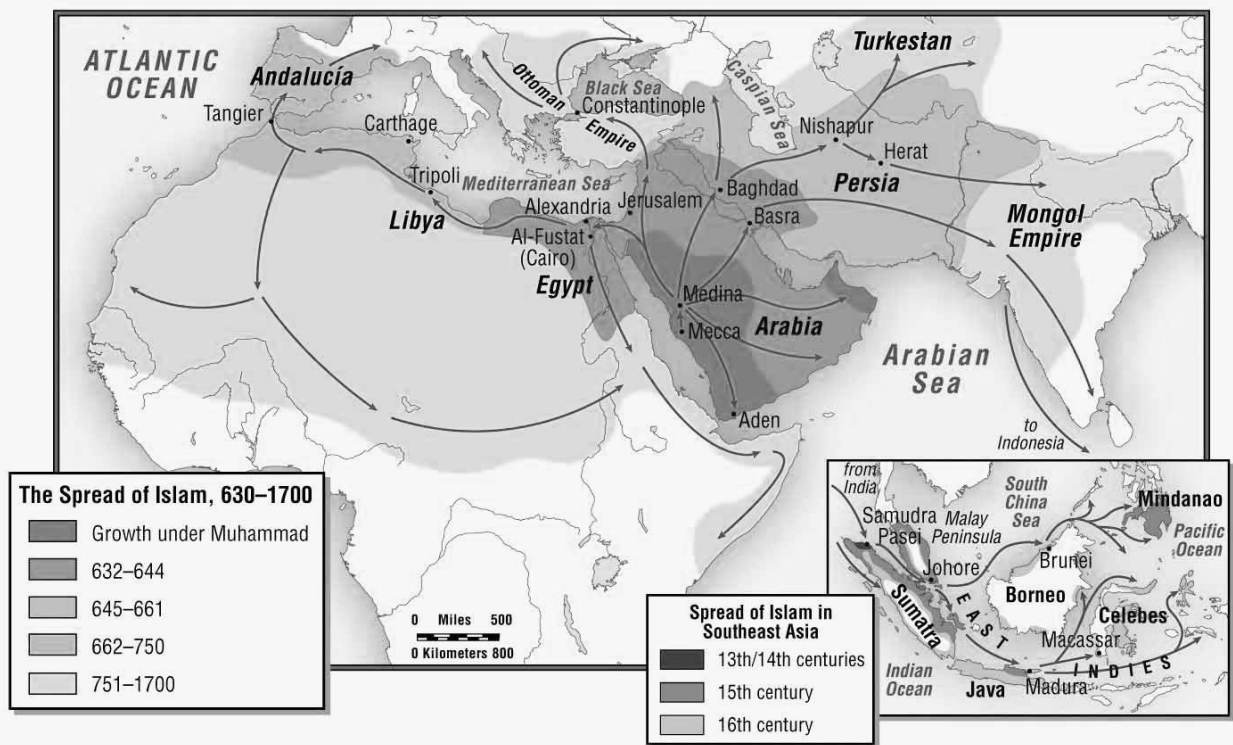 ATLANTIC
OCEAN
Andalucía
Tangier
Carthage
Tripoli
Libya
Mediterranean Sea
Ottoman
Empire
Black Sea
Constantinople
Caspian Sea
Turkestan
Nishapur
Herat
Persia
Baghdad
Basra
Jerusalem
Alexandria
Al-Fustat
(Cairo)
Egypt
Medina
Mecca
Arabia
Aden
Mongol
Empire
Arabian
Sea
to
Indonesia
The Spread of Islam, 630–1700
Growth under Muhammad
632–644
645–661
662–750
751–1700
0 Miles 500
0 Kilometers 800
Spread of Islam in
Southeast Asia
13th/14th centuries
15th century
16th century
from
India
Samudra
Pasei
Malay
Peninsula
South
China
Sea
Mindanao
Pacific
Ocean
Johore
Brunei
Borneo
Sumatra
EAST
INDIES
Celebes
Macassar
Indian
Ocean
Java
Madura